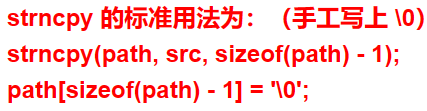 strncpy 的标准用法为：（手工写上 \0）
strncpy(path, src, sizeof(path) - 1);
path[sizeof(path) - 1] = '\0';